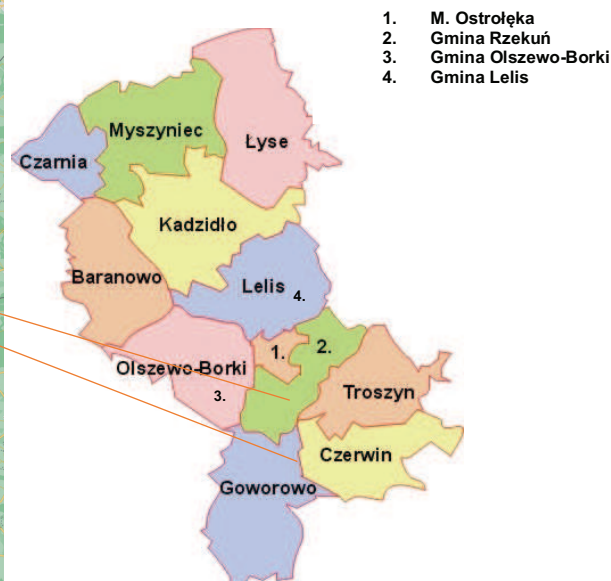 1. M. Ostrołęka
2. Gmina Rzekuń
3. Gmina Olszewo-Borki
4. Gmina Lelis
Myszyniec
Łyse
Czarnia
Kadzidło
Baranowo
Lelis 4.
1. 2.
Olszewo-Borki
3.
Troszyn
Czerwin
Goworowo